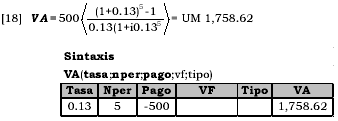 [18] VA = 500⟨(1+0.13)^5 -1 / 0.13(1+i0.13^5⟩= UM 1,758.62
Sintaxis
VA(tasa;nper;pago;vf;tipo)
Tasa Nper Pago VF Tipo VA
0.13 5 -500 1,758.62